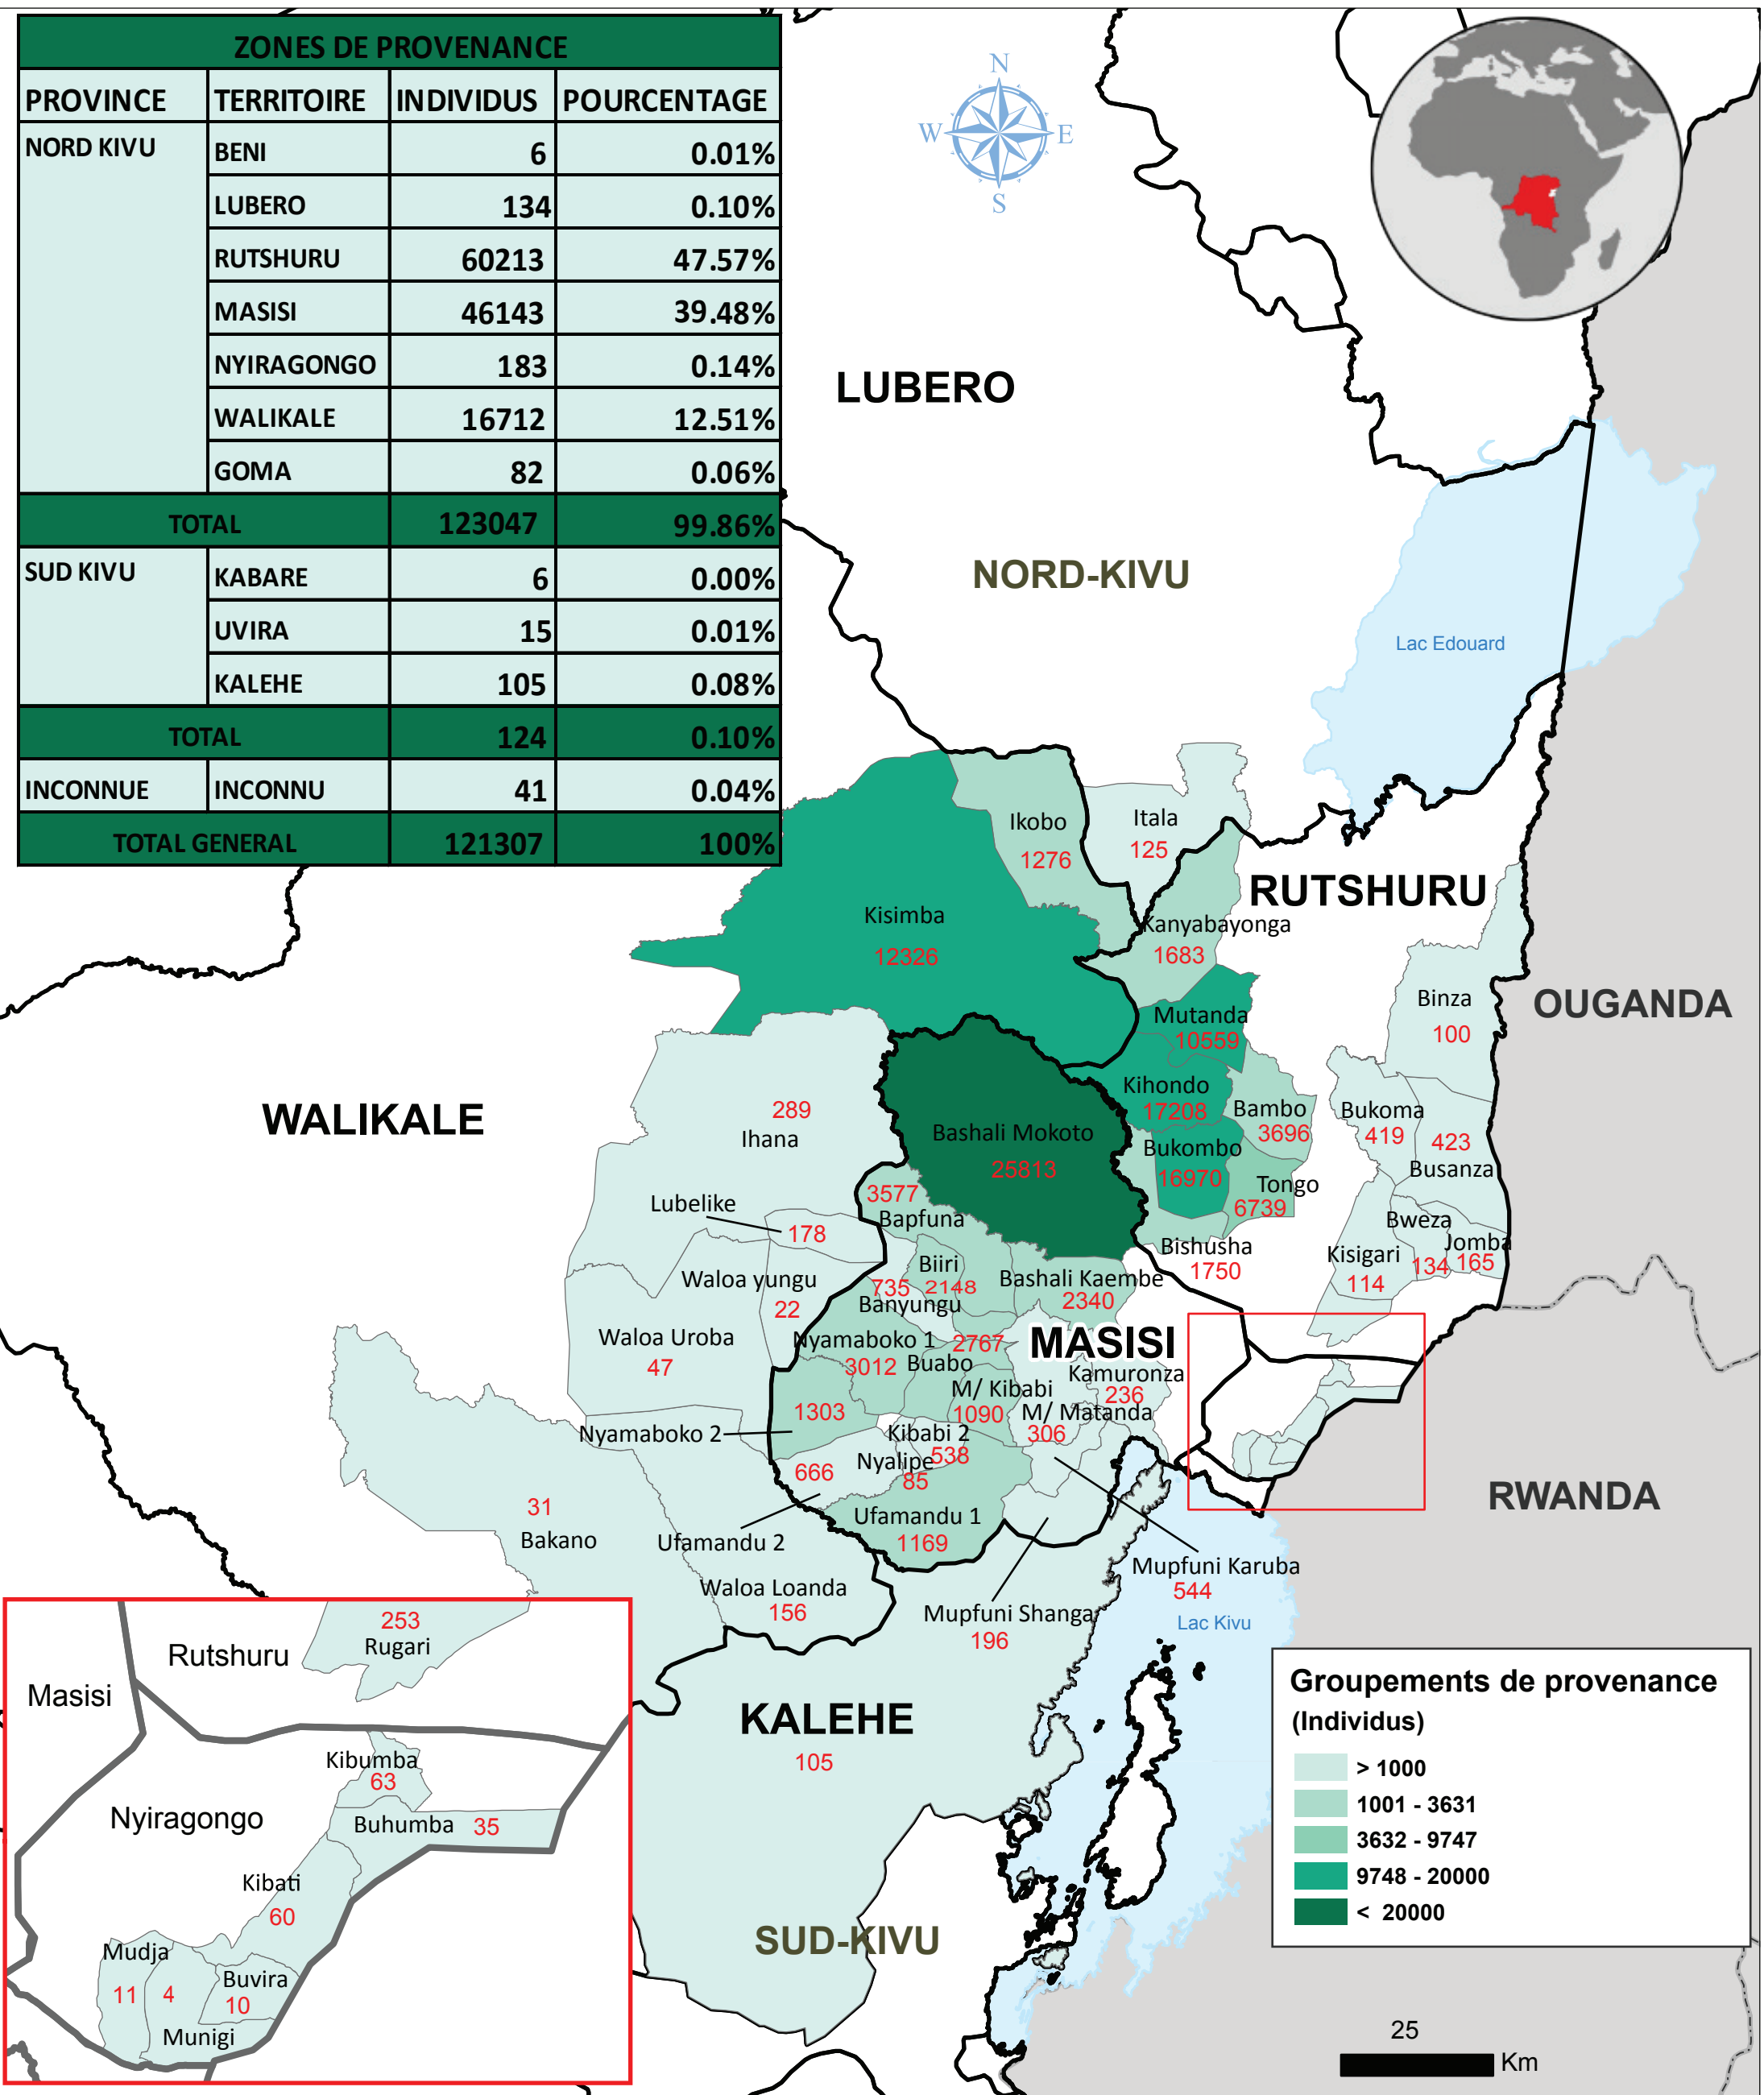 ZONES DE PROVENANCE
PROVINCE TERRITOIRE INDIVIDUS POURCENTAGE
NORD KIVU BENI 6 0.01%
LUBERO 134 0.10%
RUTSHURU 60213 47.57%
MASISI 46143 39.48%
NYIRAGONGO 183 0.14%
WALIKALE 16712 12.51%
GOMA 82 0.06%
TOTAL 123047 99.86%
SUD KIVU KABARE 6 0.00%
UVIRA 15 0.01%
KALEHE 105 0.08%
TOTAL 124 0.10%
INCONNUE INCONNU 41 0.04%
TOTAL GENERAL 121307 100%
N
W E
S
LUBERO
NORD-KIVU
Lac Edouard
Ikobo
1276
Itala
125
RUTSHURU
Kisimba
12326
Kanyabayonga
1683
Binza
100
OUGANDA
Mutanda
10559
WALIKALE
289
Ihana
Kihondo
17208
Bambo
3696
Bukoma
419
423
Busanza
Bashali Mokoto
25813
Bukombo
16970
Tongo
6739
3577
Bapfuna
Lubelike
178
Bishusha
1750
Bweza
134
Jomba
165
Kisigari
114
Waloa yungu
22
Biiri
2148
735
Banyungu
Bashali Kaembe
2340
Waloa Uroba
47
Nyamaboko 1
3012
2767
Buabo
MASISI
Kamuronza
236
M/ Kibabi
1090
M/ Matanda
306
1303
Nyamaboko 2
Kibabi 2
538
Nyalipe
85
666
Ufamandu 2
Ufamandu 1
1169
RWANDA
31
Bakano
Waloa Loanda
156
Mupfuni Karuba
544
Mupfuni Shanga
196
Lac Kivu
KALEHE
105
SUD-KIVU
253
Rugari
Rutshuru
Masisi
Kibumba
63
Nyiragongo
Buhumba 35
Kibati
60
Mudja
11
4
Munigi
Buvira
10
Groupements de provenance
(Individus)
> 1000
1001 - 3631
3632 - 9747
9748 - 20000
< 20000
25
Km